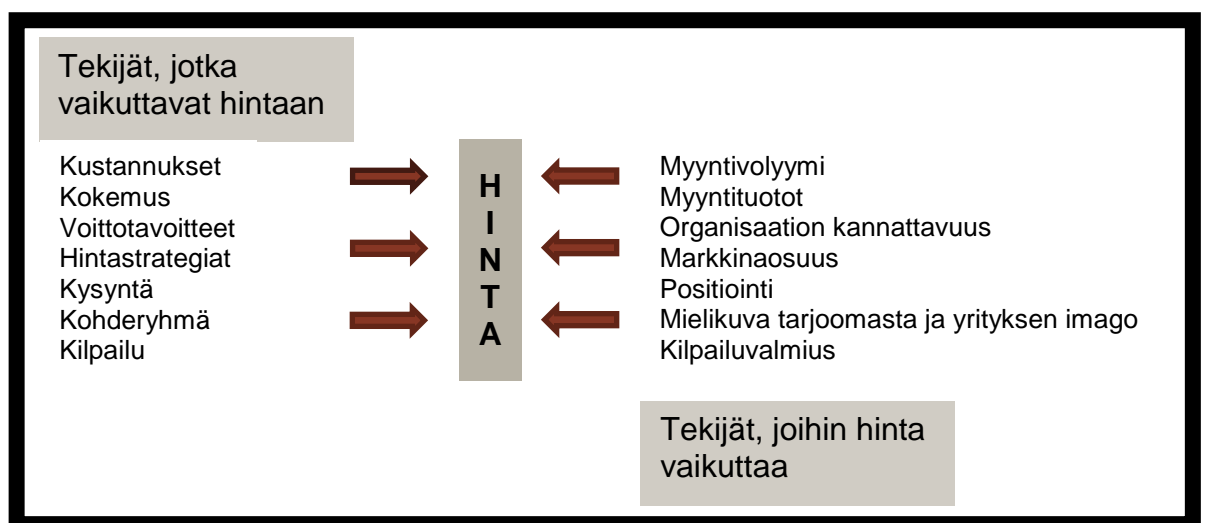 Tekijät, jotka
vaikuttavat hintaan
Kustannukset
Kokemus
Voittotavoitteet
Hintastrategiat
Kysyntä
Kohderyhmä
Kilpailu
H
I
N
T
A
Myyntivolyymi
Myyntituotot
Organisaation kannattavuus
Markkinaosuus
Positiointi
Mielikuva tarjoomasta ja yrityksen imago
Kilpailuvalmius
Tekijät, joihin hinta
vaikuttaa